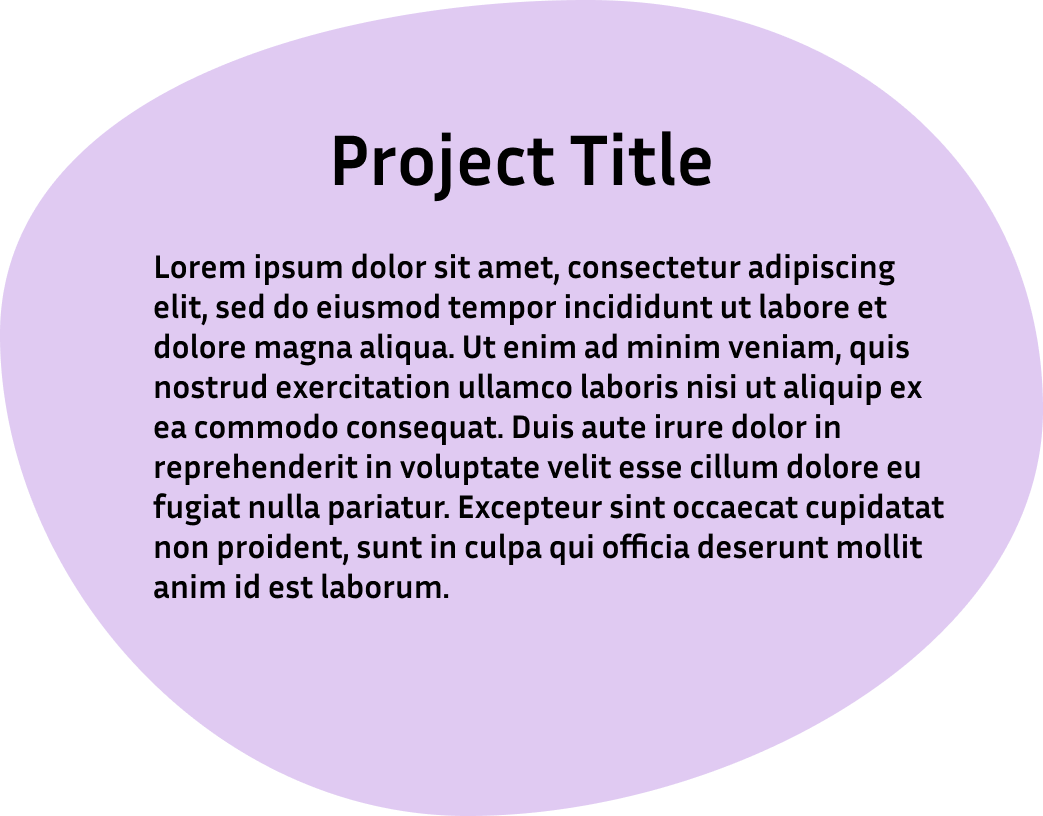 Project Title
Lorem ipsum dolor sit amet, consectetur adipiscing
elit, sed do eiusmod tempor incididunt ut labore et
dolore magna aliqua. Ut enim ad minim veniam, quis
nostrud exercitation ullamco laboris nisi ut aliquip ex
ea commodo consequat. Duis aute irure dolor in
reprehenderit in voluptate velit esse cillum dolore eu
fugiat nulla pariatur. Excepteur sint occaecat cupidatat
non proident, sunt in culpa qui officia deserunt mollit
anim id est laborum.